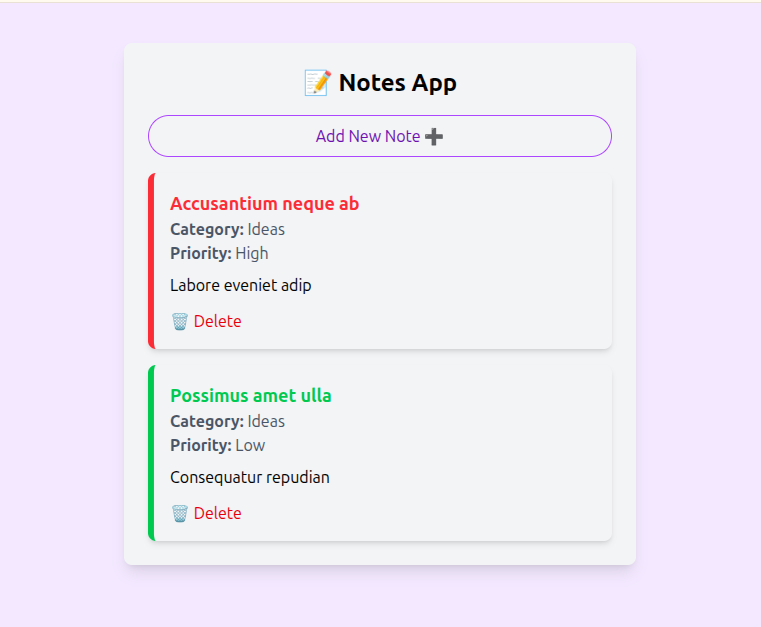 📝 Notes App
Add New Note ➕
Accusantium neque ab
Category: Ideas
Priority: High
Labore eveniet adip
🗑️ Delete
Possimus amet ulla
Category: Ideas
Priority: Low
Consequatur repudian
🗑️ Delete